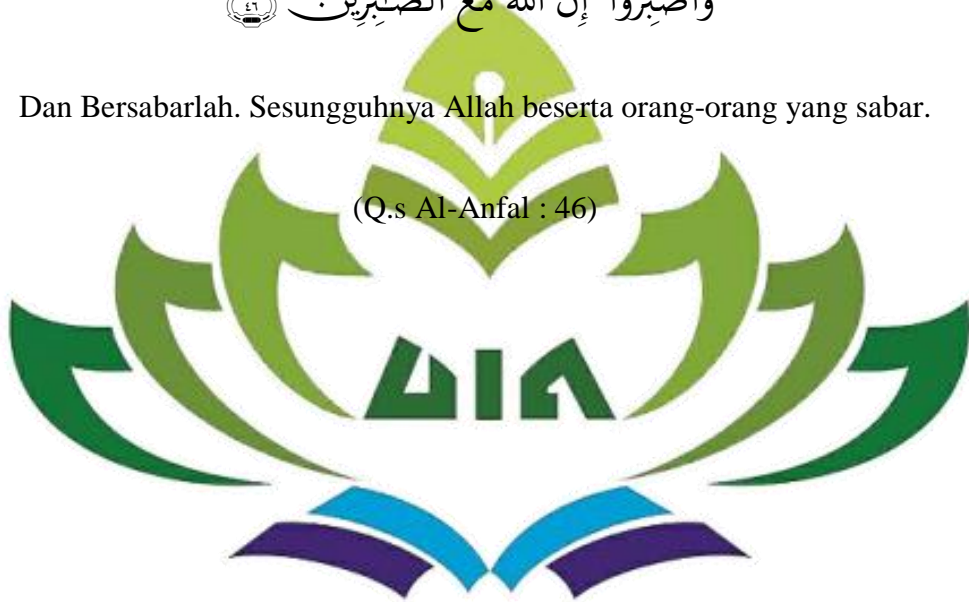 وَاصْبِرُوا إِنَّ اللَّهَ مَعَ الصَّابِرِينَ ﴿٤٦﴾
Dan Bersabarlah. Sesungguhnya Allah beserta orang-orang yang sabar.
(Q.s Al-Anfal : 46)
UIN